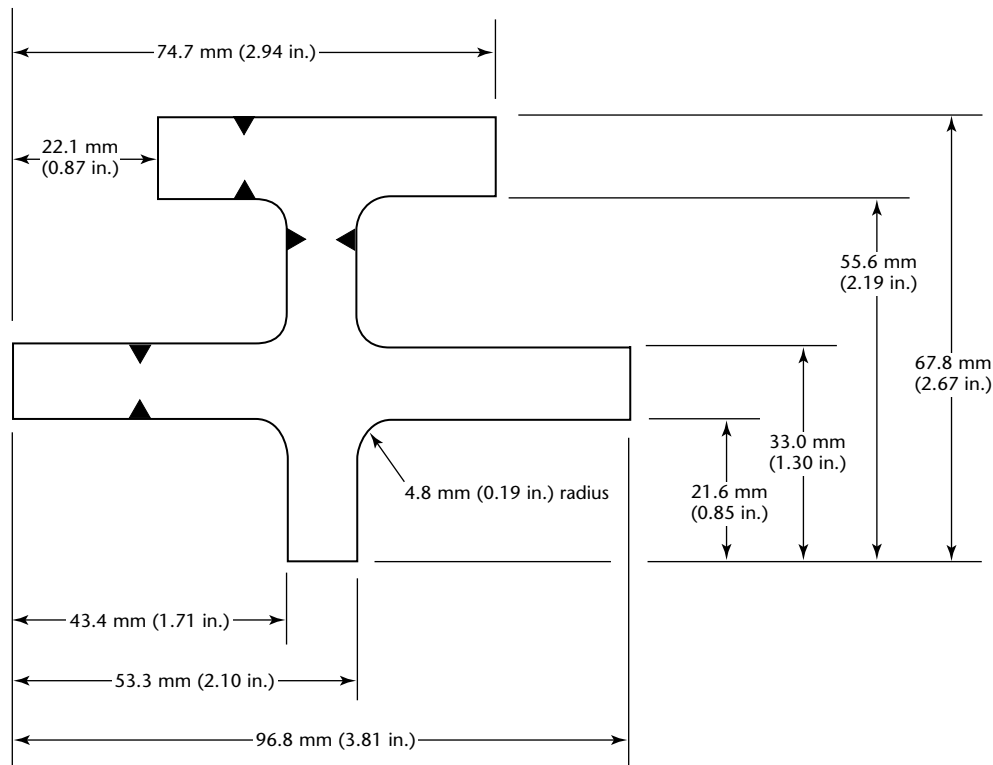 74.7 mm (2.94 in.)
22.1 mm
(0.87 in.)
55.6 mm
(2.19 in.)
67.8 mm
(2.67 in.)
33.0 mm
(1.30 in.)
21.6 mm
(0.85 in.)
4.8 mm (0.19 in.) radius
43.4 mm (1.71 in.)
53.3 mm (2.10 in.)
96.8 mm (3.81 in.)